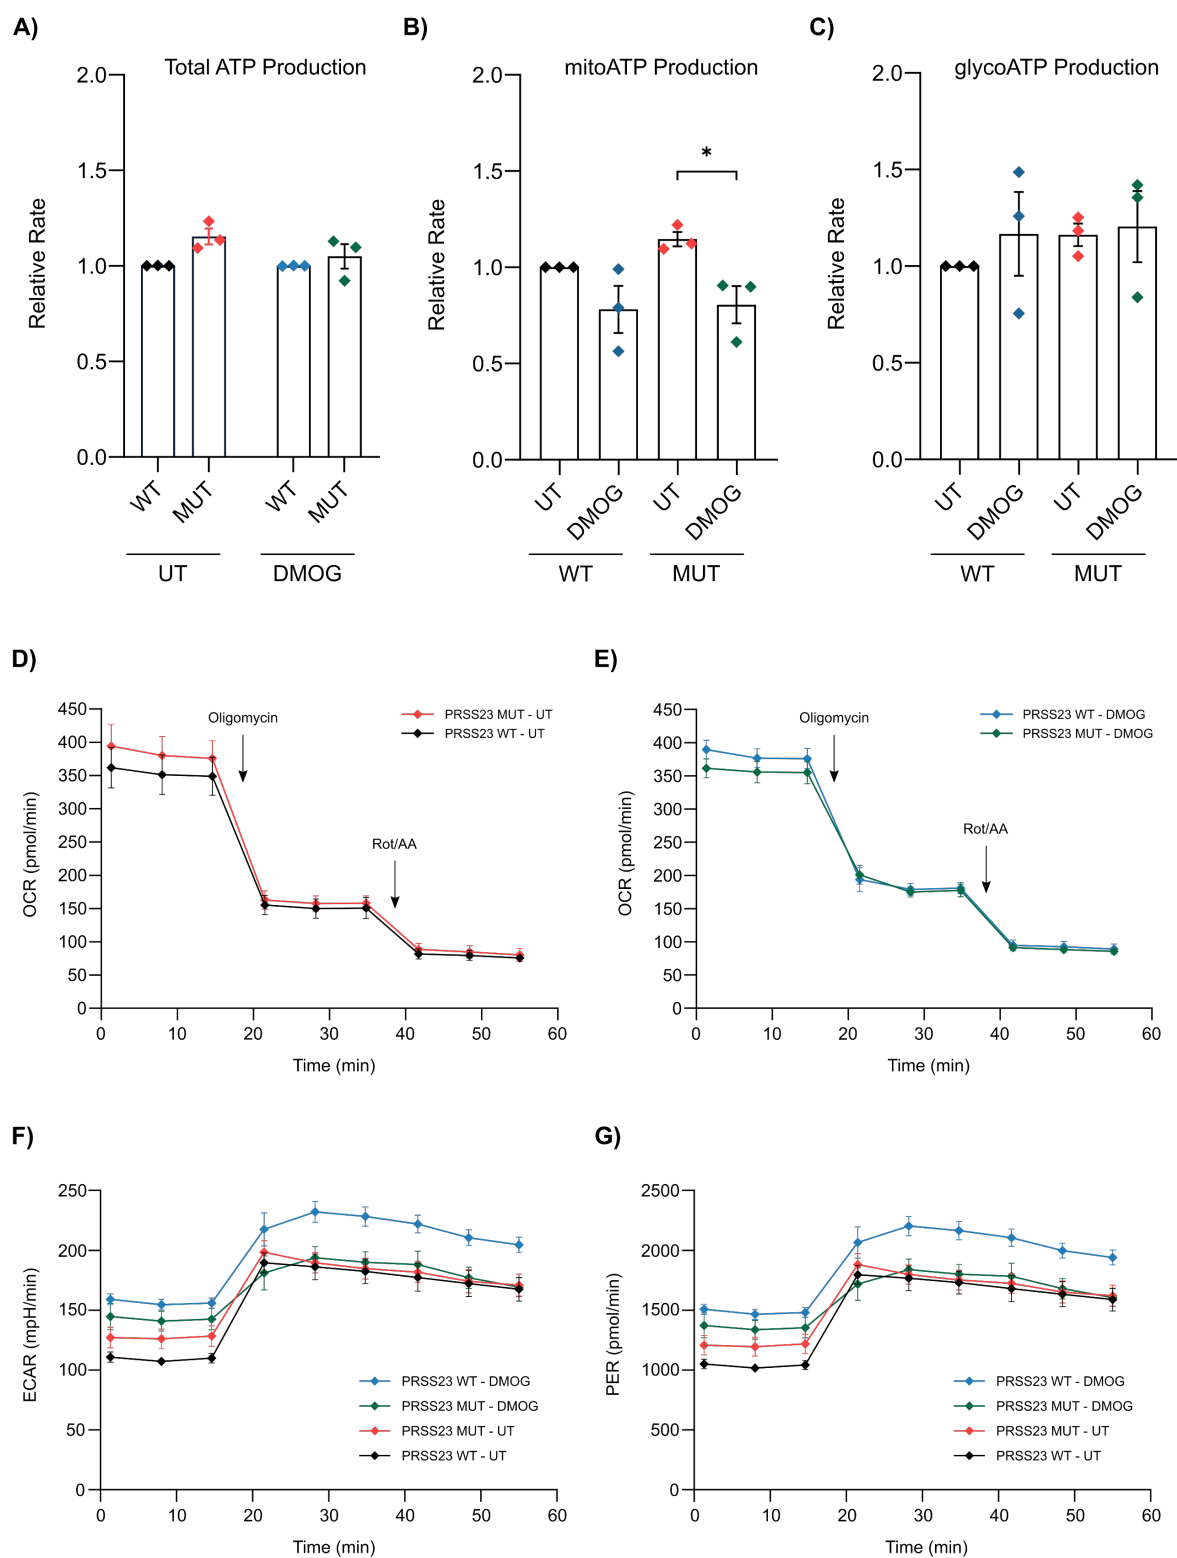 A)
B)
C)
Total ATP Production
mitoATP Production
glycoATP Production
2.0
1.5
1.0
0.5
0.0
Relative Rate
WT
MUT
WT
MUT
UT
DMOG
2.0
1.5
1.0
0.5
0.0
Relative Rate
*
UT
DMOG
UT
DMOG
WT
MUT
2.0
1.5
1.0
0.5
0.0
Relative Rate
UT
DMOG
UT
DMOG
WT
MUT
D)
450
400
350
300
250
200
150
100
50
0
OCR (pmol/min)
Oligomycin
Rot/AA
PRSS23 MUT - UT
PRSS23 WT - UT
0 10 20 30 40 50 60
Time (min)
E)
450
400
350
300
250
200
150
100
50
0
OCR (pmol/min)
Oligomycin
Rot/AA
PRSS23 WT - DMOG
PRSS23 MUT - DMOG
0 10 20 30 40 50 60
Time (min)
F)
250
200
150
100
50
0
ECAR (mpH/min)
PRSS23 WT - DMOG
PRSS23 MUT - DMOG
PRSS23 MUT - UT
PRSS23 WT - UT
0 10 20 30 40 50 60
Time (min)
G)
2500
2000
1500
1000
500
0
PER (pmol/min)
PRSS23 WT - DMOG
PRSS23 MUT - DMOG
PRSS23 MUT - UT
PRSS23 WT - UT
0 10 20 30 40 50 60
Time (min)